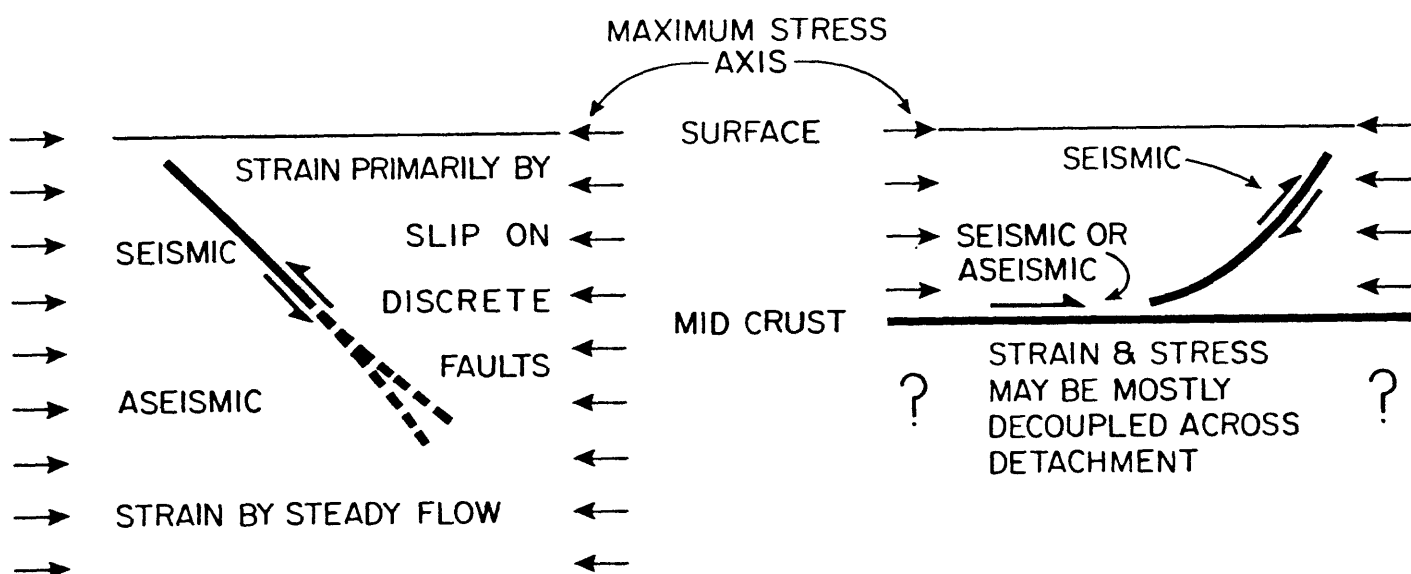 MAXIMUM STRESS
AXIS
SURFACE
MID CRUST
STRAIN PRIMARILY BY
SLIP ON
DISCRETE
FAULTS
SEISMIC
ASEISMIC
STRAIN BY STEADY FLOW
SEISMIC
SEISMIC OR
ASEISMIC
STRAIN & STRESS
MAY BE MOSTLY
DECOUPLED ACROSS
DETACHMENT
?
?